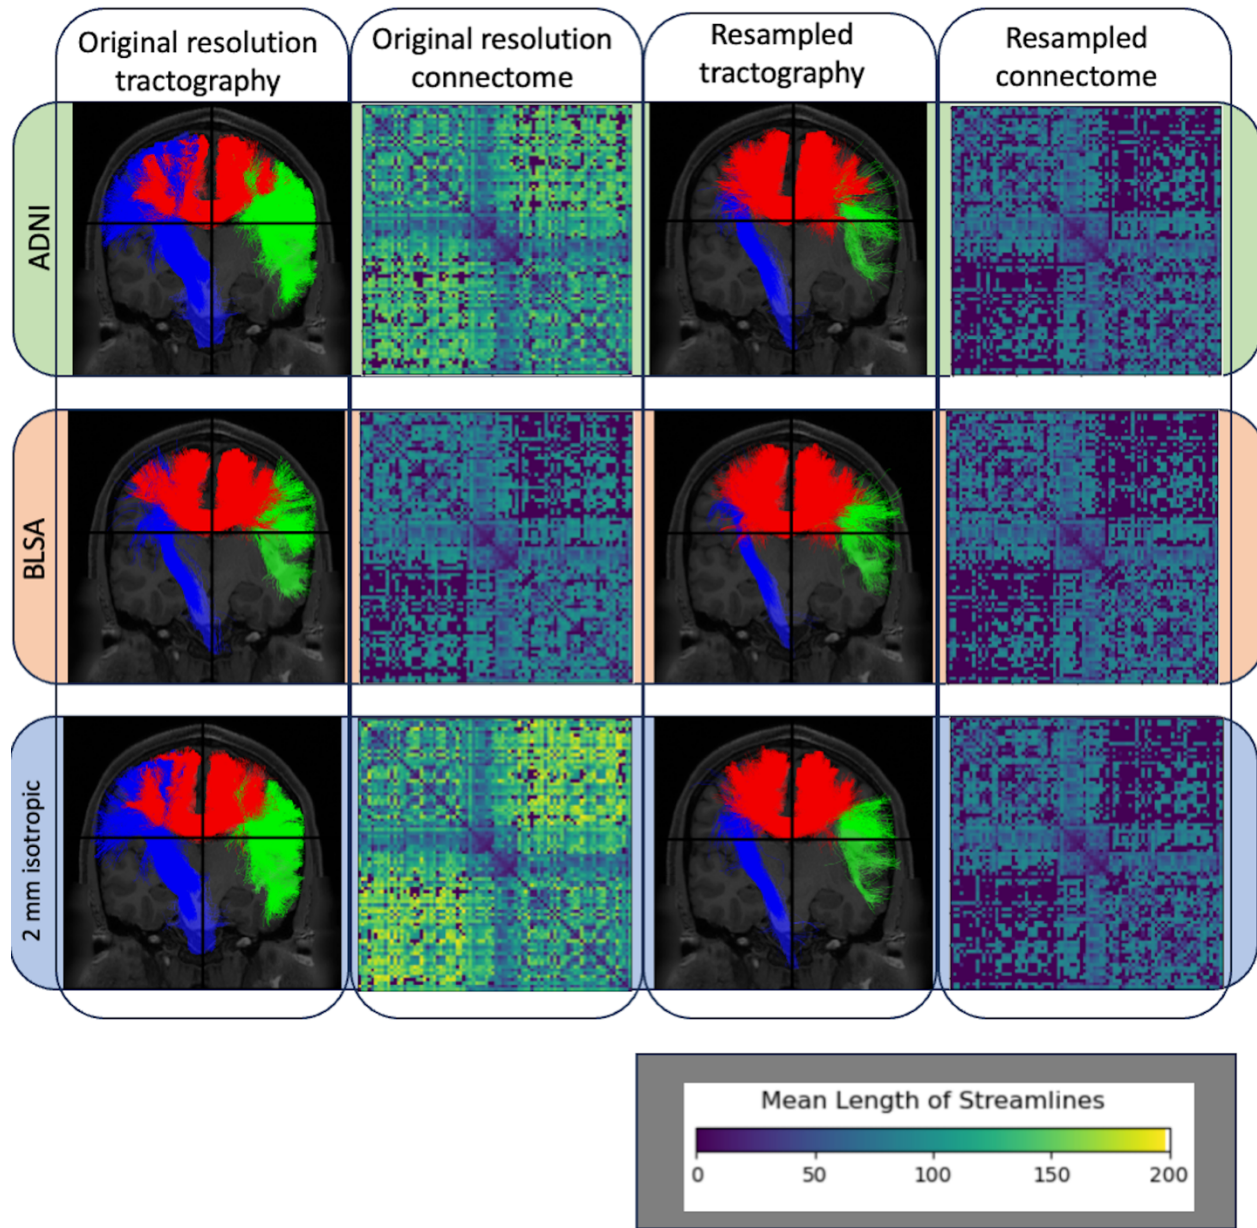 Original resolution
tractography
Original resolution
connectome
Resampled
tractography
Resampled
connectome
ADNI
BLSA
2 mm isotropic
Mean Length of Streamlines
0 50 100 150 200